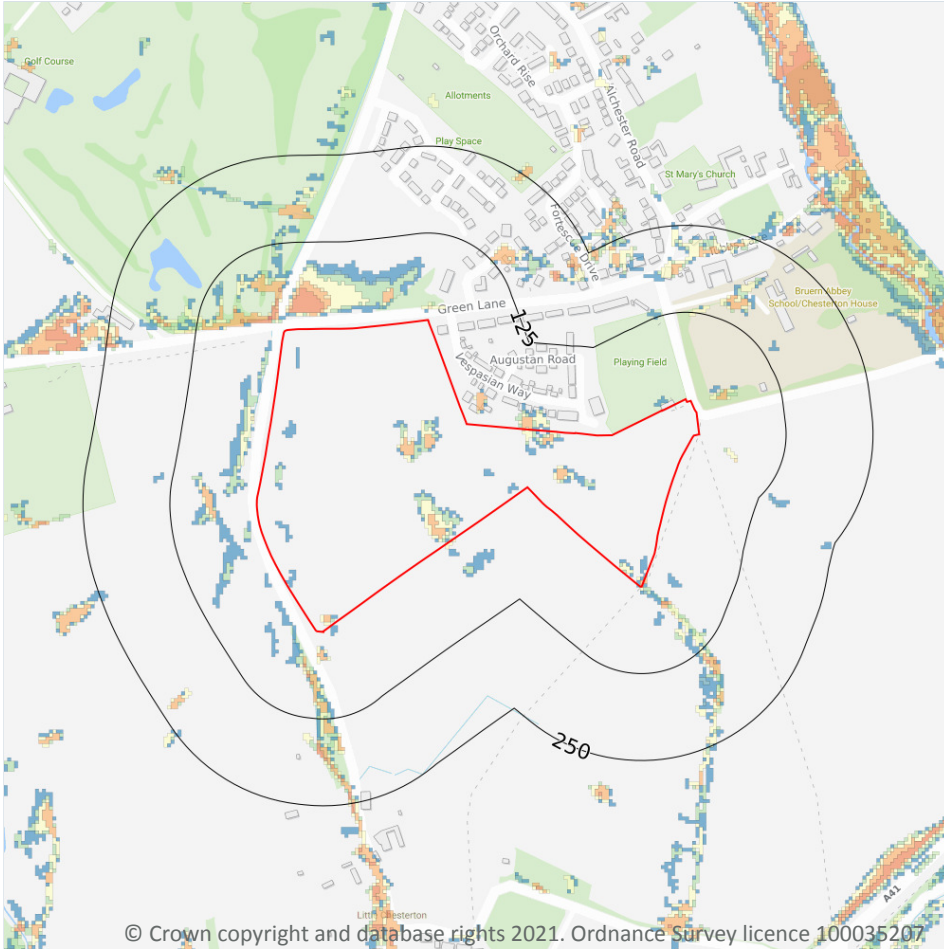 Orchard Rise
Golf Course
Allotments
Alchester Road
Play Space
St Mary's Church
Fortescue Drive
Bruern Abbey
School/Chesterton House
Green Lane
125
Augustan Road
Playing Field
Vespasian Way
250
A41
Little Chesterton
© Crown copyright and database rights 2021. Ordnance Survey licence 100035207